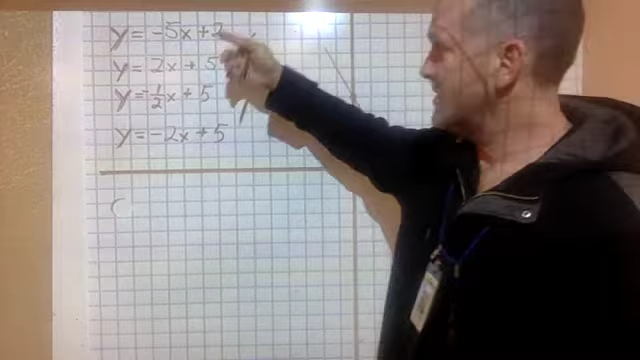 y = -5x + 2
y = 2x + 5
y = -1/2x + 5
y = -2x + 5